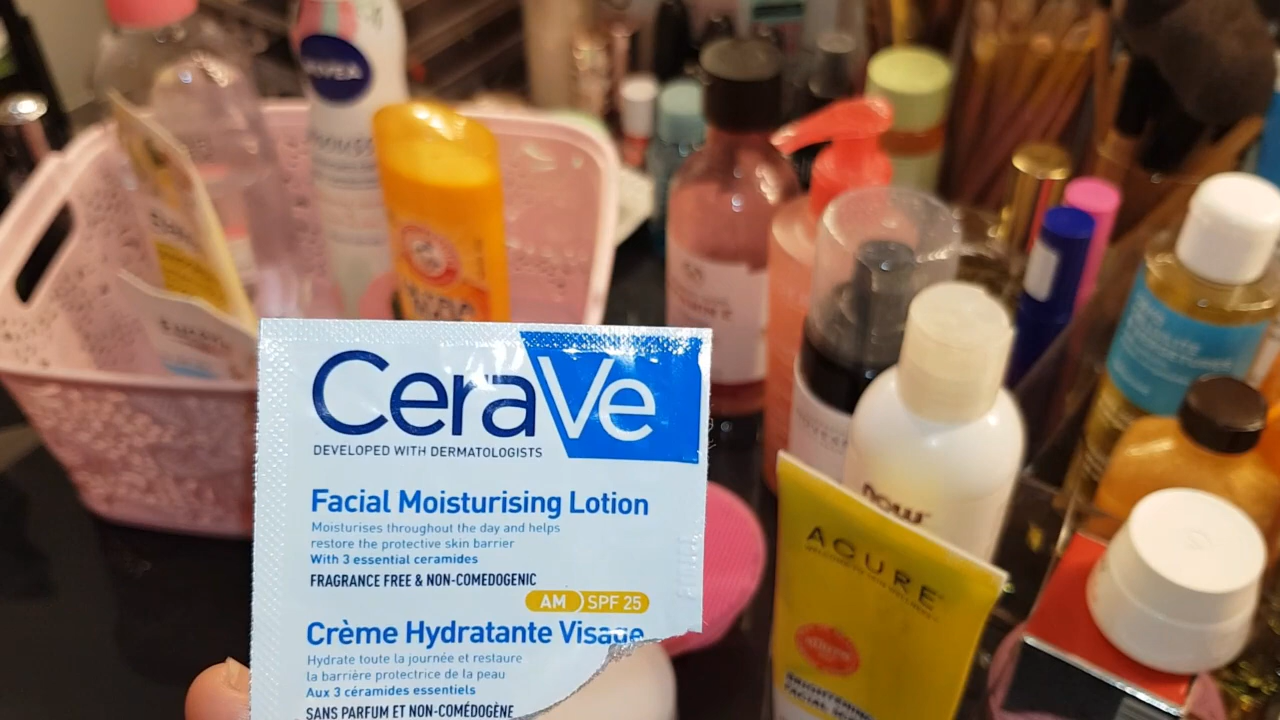 NIVEA
CeraVe
DEVELOPED WITH DERMATOLOGISTS
Facial Moisturising Lotion
Moisturises throughout the day and helps
restore the protective skin barrier
With 3 essential ceramides
FRAGRANCE FREE & NON-COMEDOGENIC
AM SPF 25
Crème Hydratante Visage
Hydrate toute la journée et restaure
la barrière protectrice de la peau
Aux 3 céramides essentiels
SANS PARFUM ET NON-COMÉDOGÈNE
now
ACURE
BRIGHTENING
FACIAL